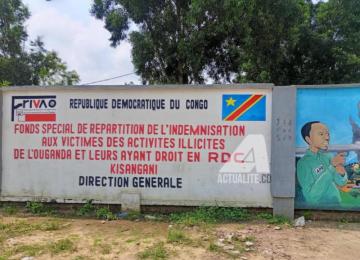 FRIVAO
REPUBLIQUE DEMOCRATIQUE DU CONGO
FONDS SPECIAL DE REPARTITION DE L'INDEMNISATION
AUX VICTIMES DES ACTIVITES ILLICITES
DE L'OUGANDA ET LEURS AYANT DROIT EN RDC
KISANGANI
DIRECTION GENERALE
ACTUALITE.CD